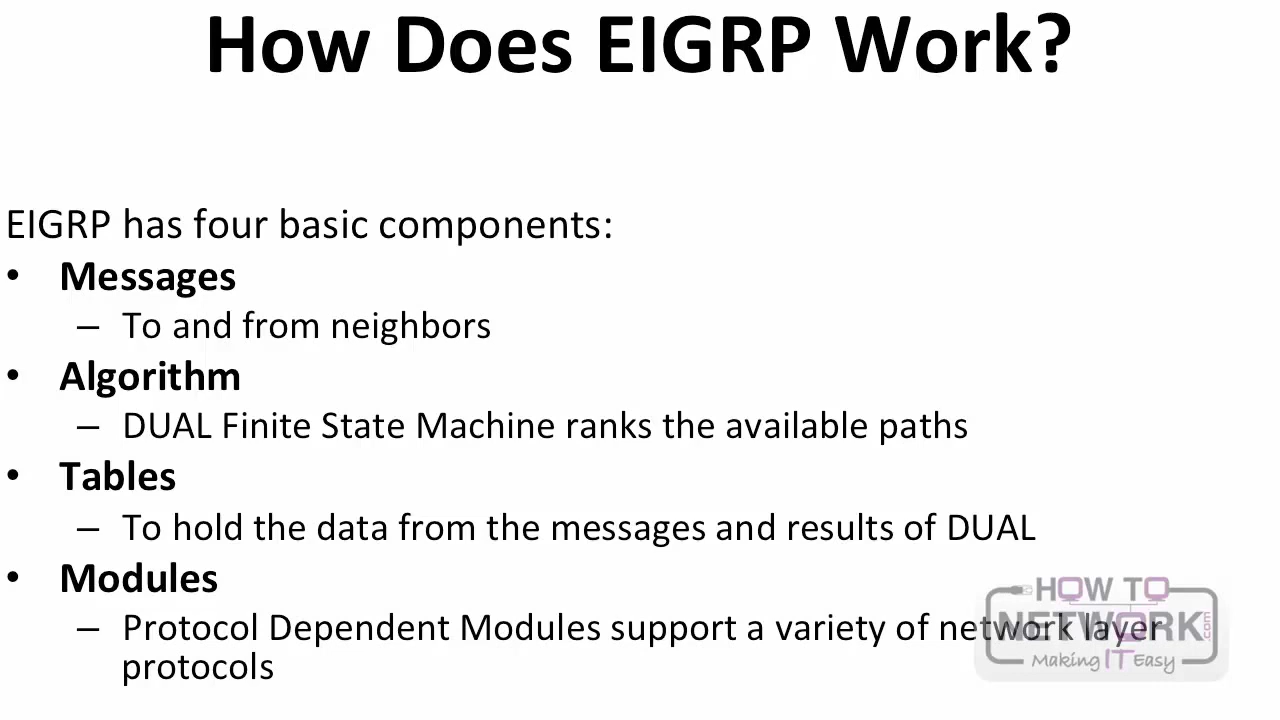 How Does EIGRP Work?
EIGRP has four basic components:
• Messages
– To and from neighbors
• Algorithm
– DUAL Finite State Machine ranks the available paths
• Tables
– To hold the data from the messages and results of DUAL
• Modules
– Protocol Dependent Modules support a variety of network layer
protocols
HOW TO
NETWORK.com
Making IT Easy